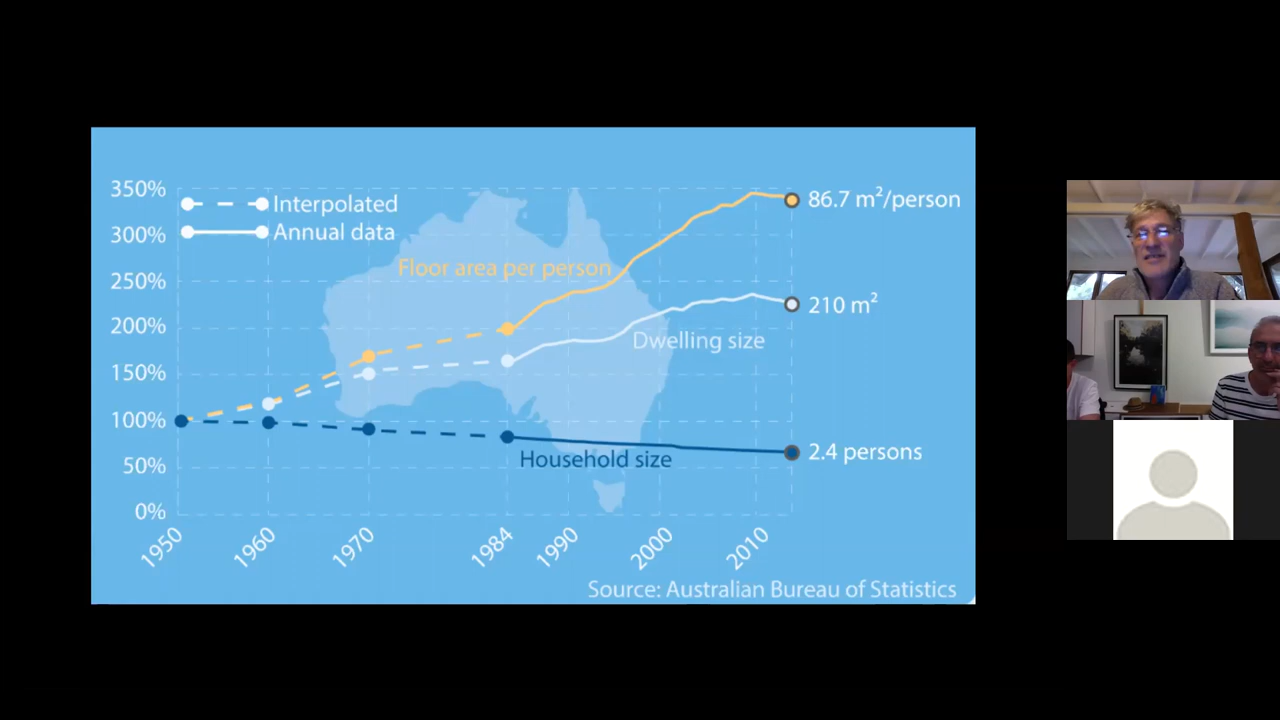 350%
300%
250%
200%
150%
100%
50%
0%
Interpolated
Annual data
Floor area per person
Dwelling size
Household size
86.7 m²/person
210 m²
2.4 persons
1950
1960
1970
1984
1990
2000
2010
Source: Australian Bureau of Statistics